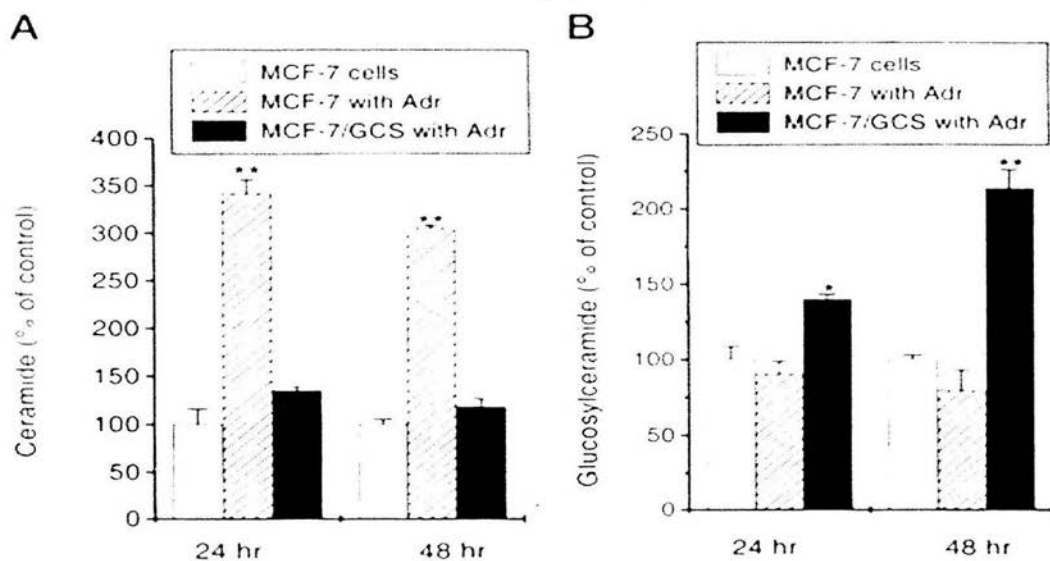 A
MCF-7 cells
MCF-7 with Adr
MCF-7/GCS with Adr
Ceramide (% of control)
400
350
300
250
200
150
100
50
0
**
**
24 hr
48 hr
B
MCF-7 cells
MCF-7 with Adr
MCF-7/GCS with Adr
Glucosylceramide (% of control)
250
200
150
100
50
0
*
**
24 hr
48 hr